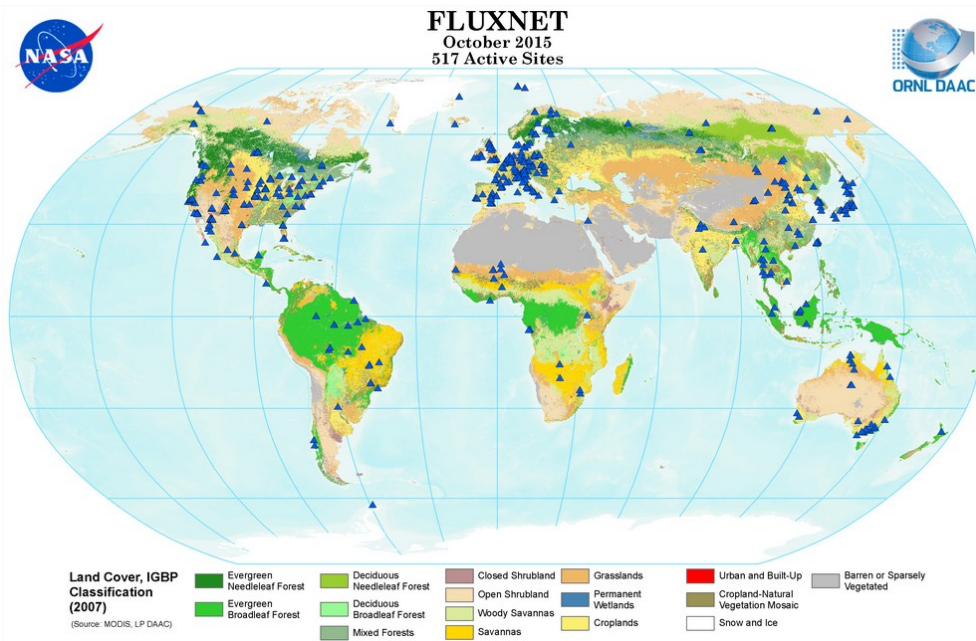 FLUXNET
October 2015
517 Active Sites
NASA
ORNL DAAC
Land Cover, IGBP
Classification
(2007)
(Source: MODIS, LP DAAC)
Evergreen
Needleleaf Forest
Evergreen
Broadleaf Forest
Deciduous
Needleleaf Forest
Deciduous
Broadleaf Forest
Mixed Forests
Closed Shrubland
Open Shrubland
Woody Savannas
Savannas
Grasslands
Permanent
Wetlands
Croplands
Urban and Built-Up
Cropland-Natural
Vegetation Mosaic
Snow and Ice
Barren or Sparsely
Vegetated